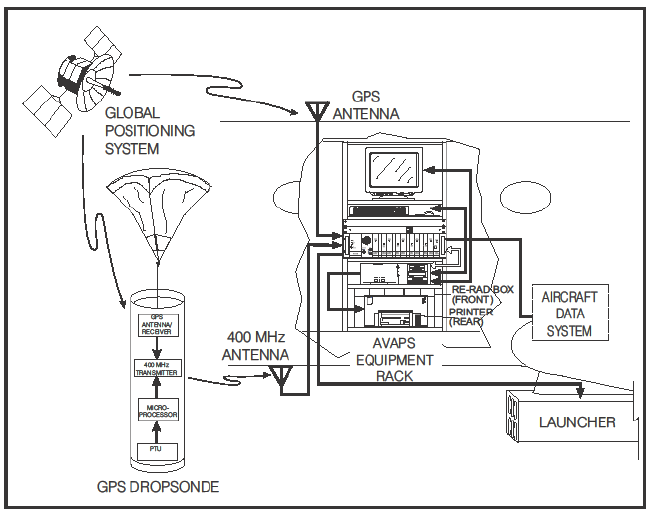 GLOBAL
POSITIONING
SYSTEM
GPS
ANTENNA
GPS
ANTENNA/
RECEIVER
400 MHz
TRANSMITTER
MICRO-
PROCESSOR
PTU
GPS DROPSONDE
400 MHz
ANTENNA
RE-RAD BOX
(FRONT)
PRINTER
(REAR)
AVAPS
EQUIPMENT
RACK
AIRCRAFT
DATA
SYSTEM
LAUNCHER